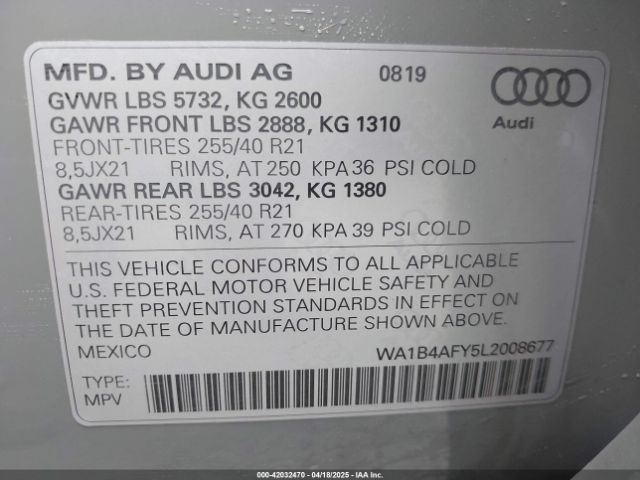 MFD. BY AUDI AG 0819
Audi
GVWR LBS 5732, KG 2600
GAWR FRONT LBS 2888, KG 1310
FRONT-TIRES 255/40 R21
8,5JX21 RIMS, AT 250 KPA 36 PSI COLD
GAWR REAR LBS 3042, KG 1380
REAR-TIRES 255/40 R21
8,5JX21 RIMS, AT 270 KPA 39 PSI COLD
THIS VEHICLE CONFORMS TO ALL APPLICABLE
U.S. FEDERAL MOTOR VEHICLE SAFETY AND
THEFT PREVENTION STANDARDS IN EFFECT ON
THE DATE OF MANUFACTURE SHOWN ABOVE.
MEXICO WA1B4AFY5L2008677
TYPE:
MPV
000-42032470 - 04/18/2025 - IAAI.COM